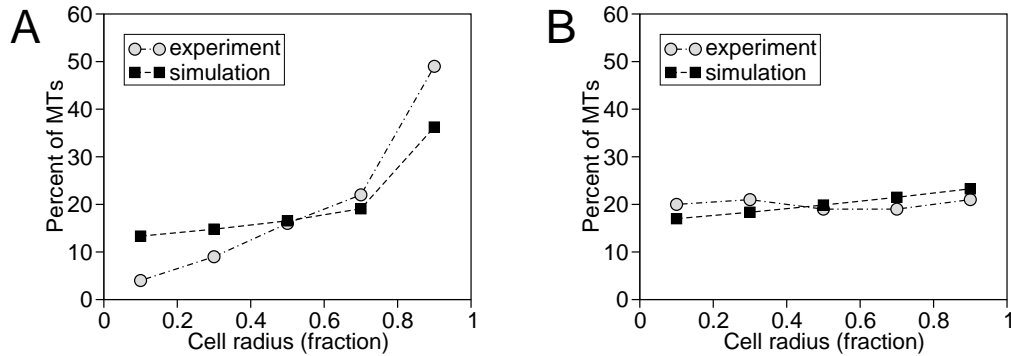 A
60
50
40
30
20
10
0
Percent of MTs
experiment
simulation
0 0.2 0.4 0.6 0.8 1
Cell radius (fraction)
B
60
50
40
30
20
10
0
Percent of MTs
experiment
simulation
0 0.2 0.4 0.6 0.8 1
Cell radius (fraction)